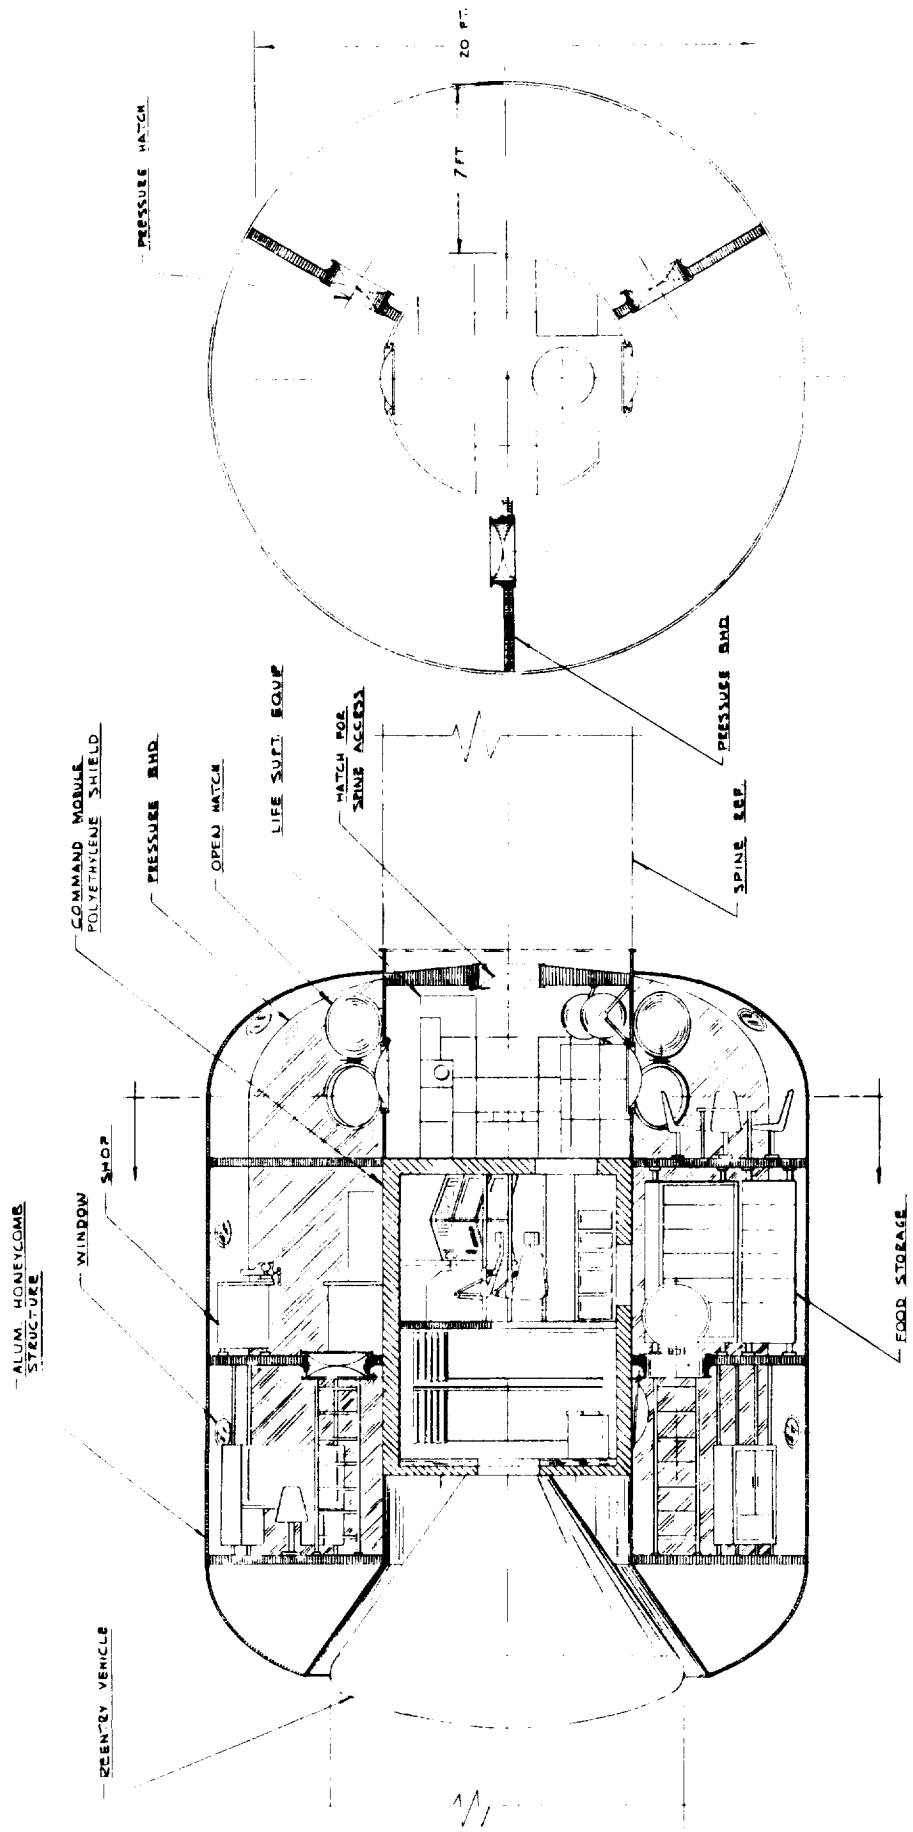 REENTRY VEHICLE
ALUM HONEYCOMB
STRUCTURE
WINDOW
SHOP
COMMAND MODULE
POLYETHYLENE SHIELD
PRESSURE BHD
OPEN HATCH
LIFE SUPT. EQUIP
HATCH FOR
SPINE ACCESS
PRESSURE HATCH
20 FT.
7 FT
FOOD STORAGE
SPINE REF.
PRESSURE BHD